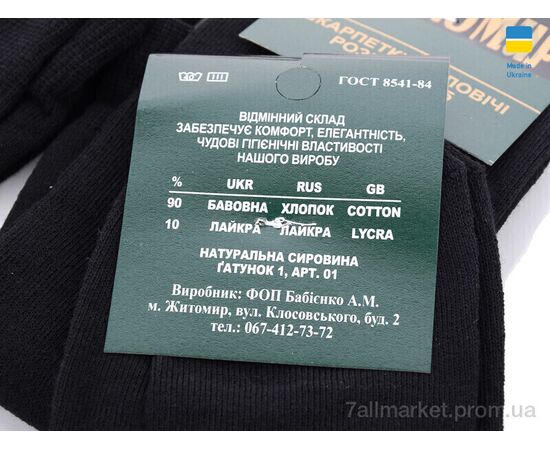 Made in
Ukraine
ГОСТ 8541-84
ВІДМІННИЙ СКЛАД
ЗАБЕЗПЕЧУЄ КОМФОРТ, ЕЛЕГАНТНІСТЬ,
ЧУДОВІ ГІГІЄНІЧНІ ВЛАСТИВОСТІ
НАШОГО ВИРОБУ
% UKR RUS GB
90 БАВОВНА ХЛОПОК COTTON
10 ЛАЙКРА ЛАЙКРА LYCRA
НАТУРАЛЬНА СИРОВИНА
ҐАТУНОК 1, АРТ. 01
Виробник: ФОП Бабієнко А.М.
м. Житомир, вул. Клосовського, буд. 2
тел.: 067-412-73-72
7allmarket.prom.ua